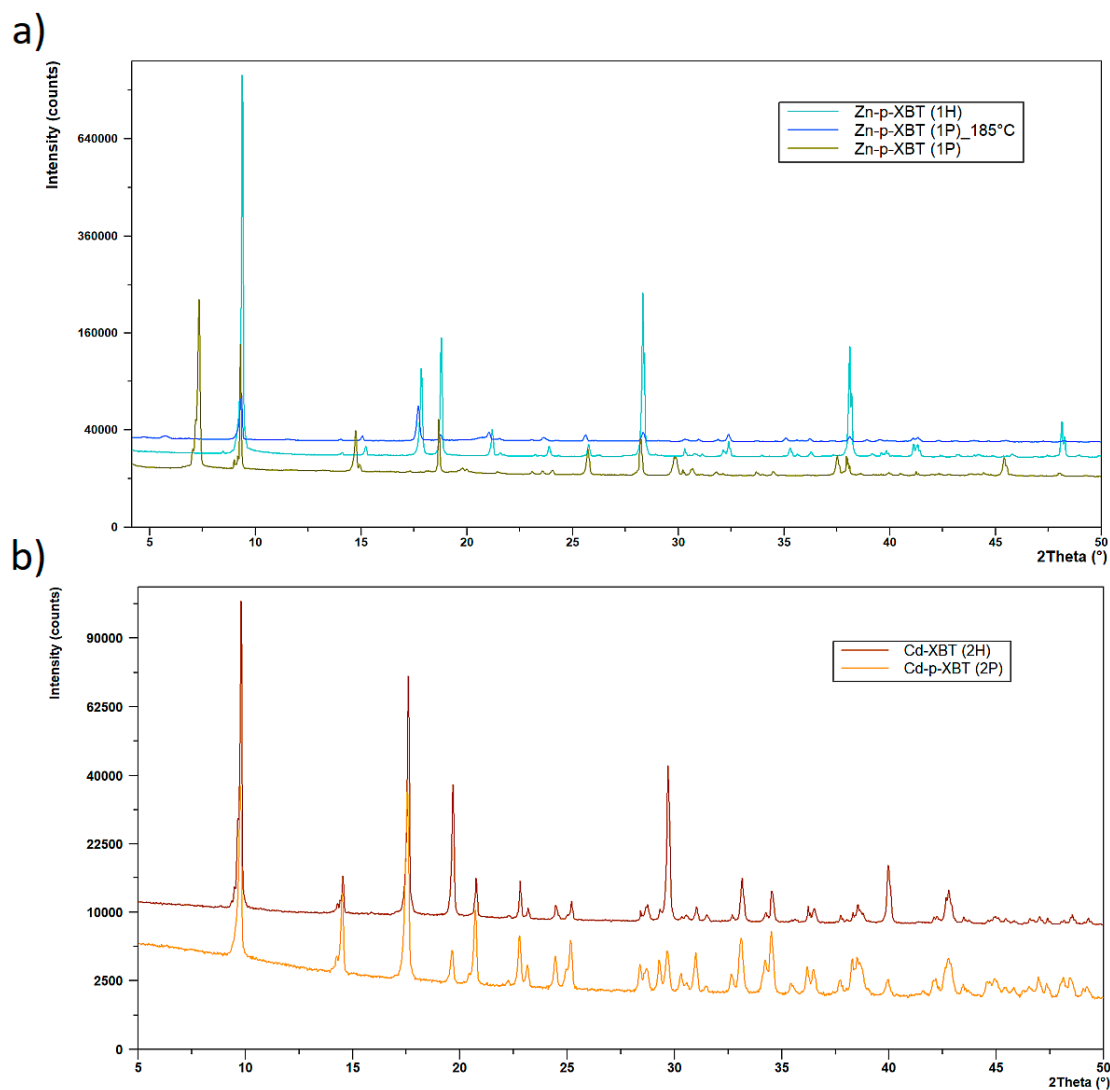 a)
Intensity (counts)
640000
360000
160000
40000
0
Zn-p-XBT (1H)
Zn-p-XBT (1P)_185°C
Zn-p-XBT (1P)
5 10 15 20 25 30 35 40 45 50
2Theta (°)
b)
Intensity (counts)
90000
62500
40000
22500
10000
2500
0
Cd-XBT (2H)
Cd-p-XBT (2P)
5 10 15 20 25 30 35 40 45 50
2Theta (°)